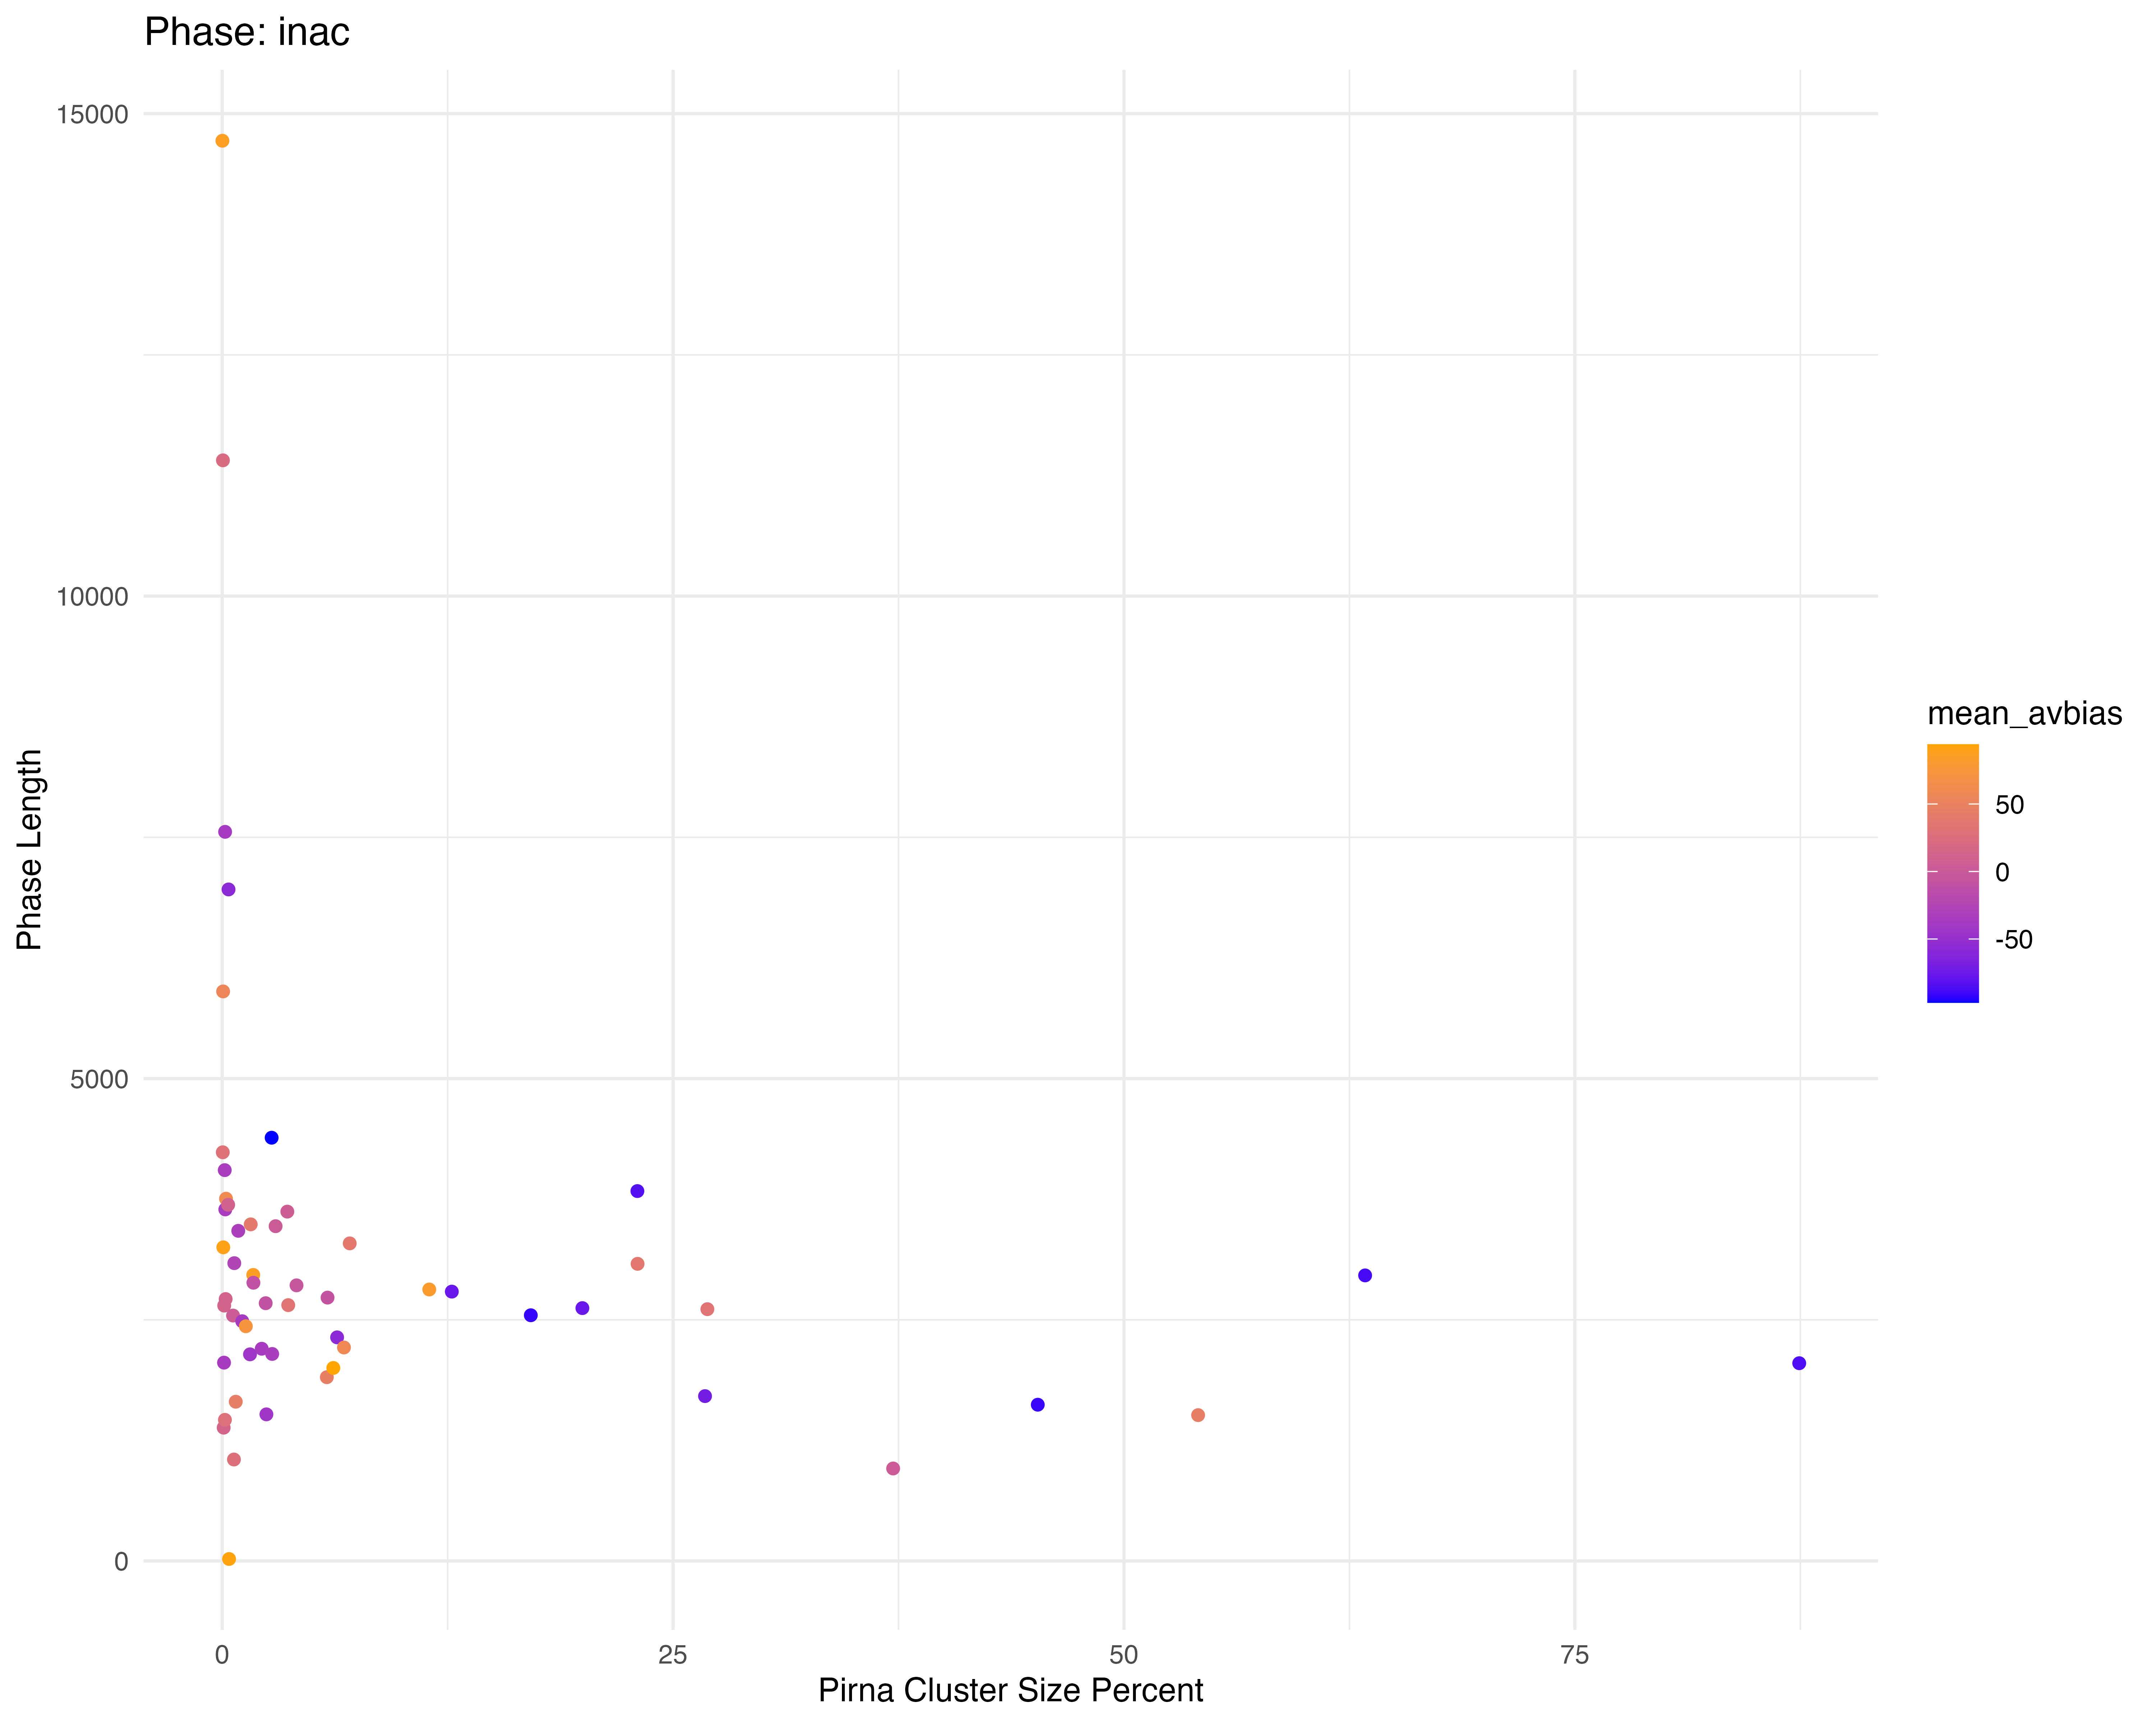 Phase: inac
15000
10000
5000
0
Phase Length
0
25
50
75
Pirna Cluster Size Percent
mean_avbias
50
0
-50